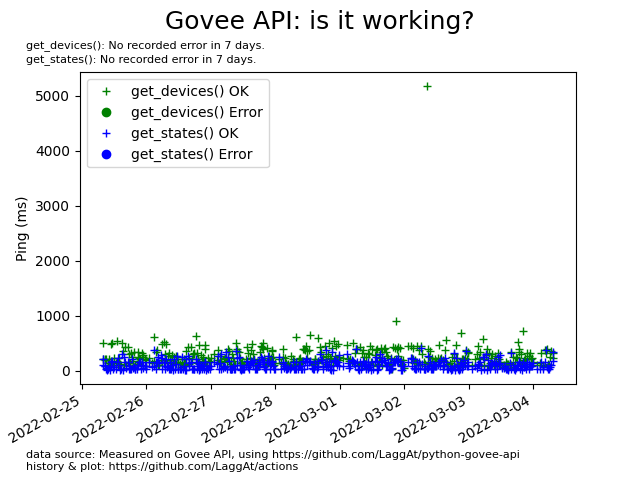 Govee API: is it working?
get_devices(): No recorded error in 7 days.
get_states(): No recorded error in 7 days.
get_devices() OK
get_devices() Error
get_states() OK
get_states() Error
Ping (ms)
5000
4000
3000
2000
1000
0
2022-02-25
2022-02-26
2022-02-27
2022-02-28
2022-03-01
2022-03-02
2022-03-03
2022-03-04
data source: Measured on Govee API, using https://github.com/LaggAt/python-govee-api
history & plot: https://github.com/LaggAt/actions